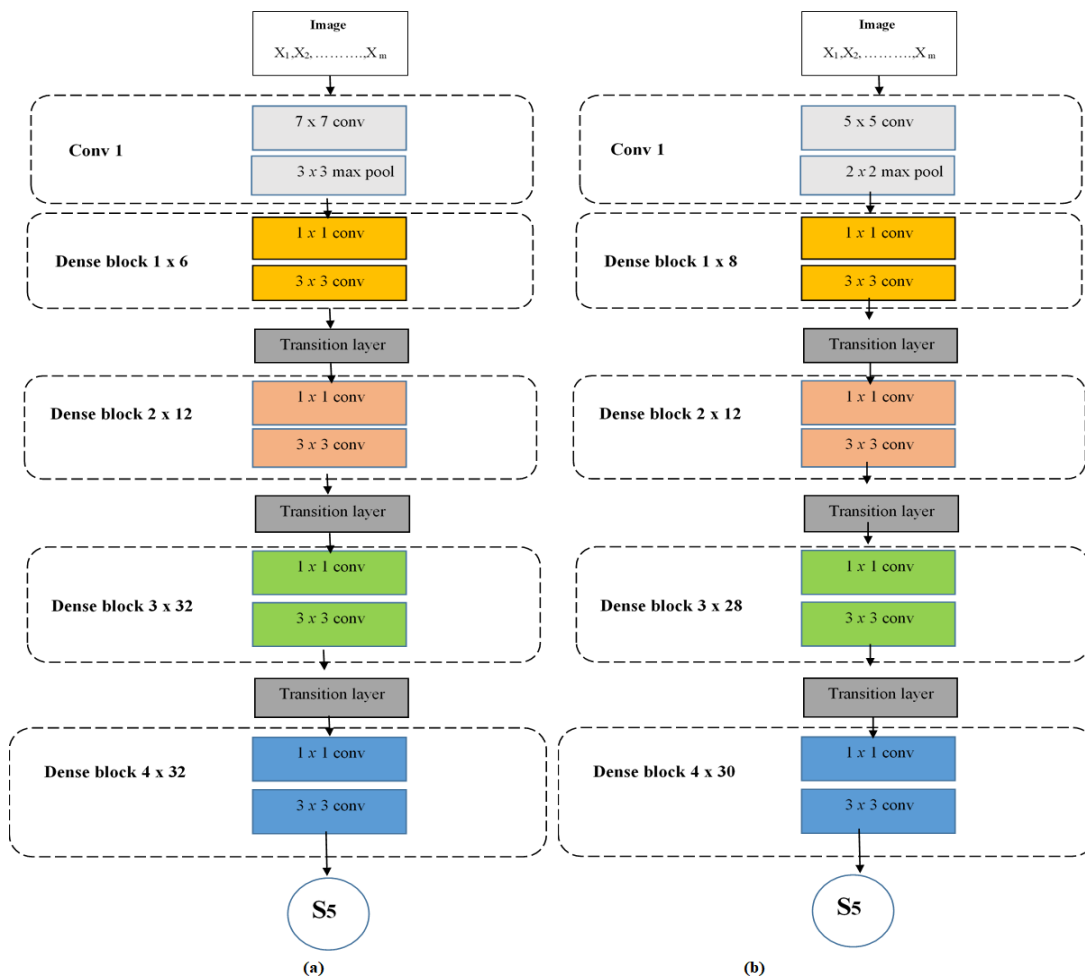 Image
X1,X2, ……….,X m
Conv 1
7 x 7 conv
3 x 3 max pool
Dense block 1 x 6
1 x 1 conv
3 x 3 conv
Transition layer
Dense block 2 x 12
1 x 1 conv
3 x 3 conv
Transition layer
Dense block 3 x 32
1 x 1 conv
3 x 3 conv
Transition layer
Dense block 4 x 32
1 x 1 conv
3 x 3 conv
S5
(a)
Image
X1,X2, ……….,X m
Conv 1
5 x 5 conv
2 x 2 max pool
Dense block 1 x 8
1 x 1 conv
3 x 3 conv
Transition layer
Dense block 2 x 12
1 x 1 conv
3 x 3 conv
Transition layer
Dense block 3 x 28
1 x 1 conv
3 x 3 conv
Transition layer
Dense block 4 x 30
1 x 1 conv
3 x 3 conv
S5
(b)